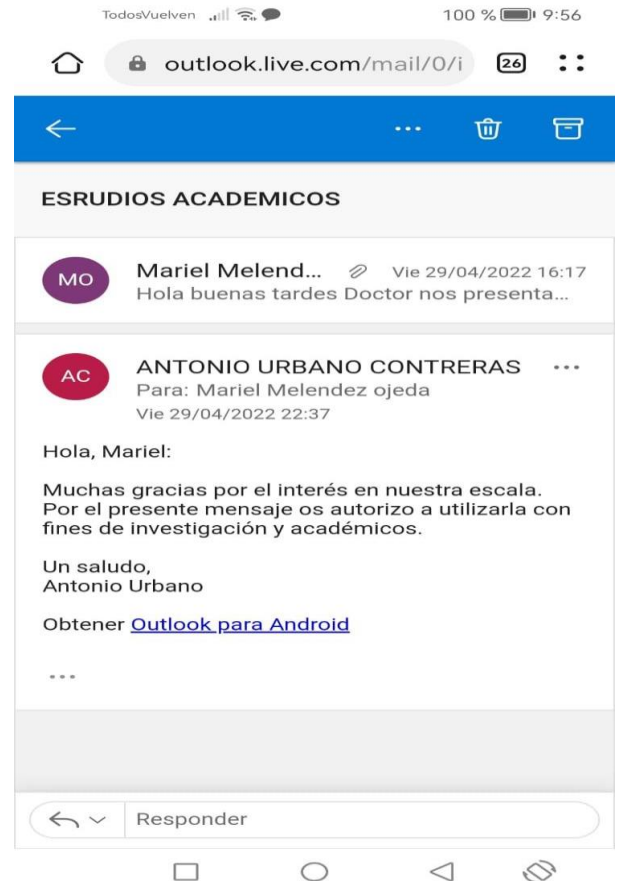 TodosVuelven 100 % 9:56
outlook.live.com/mail/0/i 26
...
ESRUDIOS ACADEMICOS
MO Mariel Melend... Vie 29/04/2022 16:17
Hola buenas tardes Doctor nos presenta...
AC ANTONIO URBANO CONTRERAS ...
Para: Mariel Melendez ojeda
Vie 29/04/2022 22:37
Hola, Mariel:
Muchas gracias por el interés en nuestra escala.
Por el presente mensaje os autorizo a utilizarla con
fines de investigación y académicos.
Un saludo,
Antonio Urbano
Obtener Outlook para Android
...
Responder